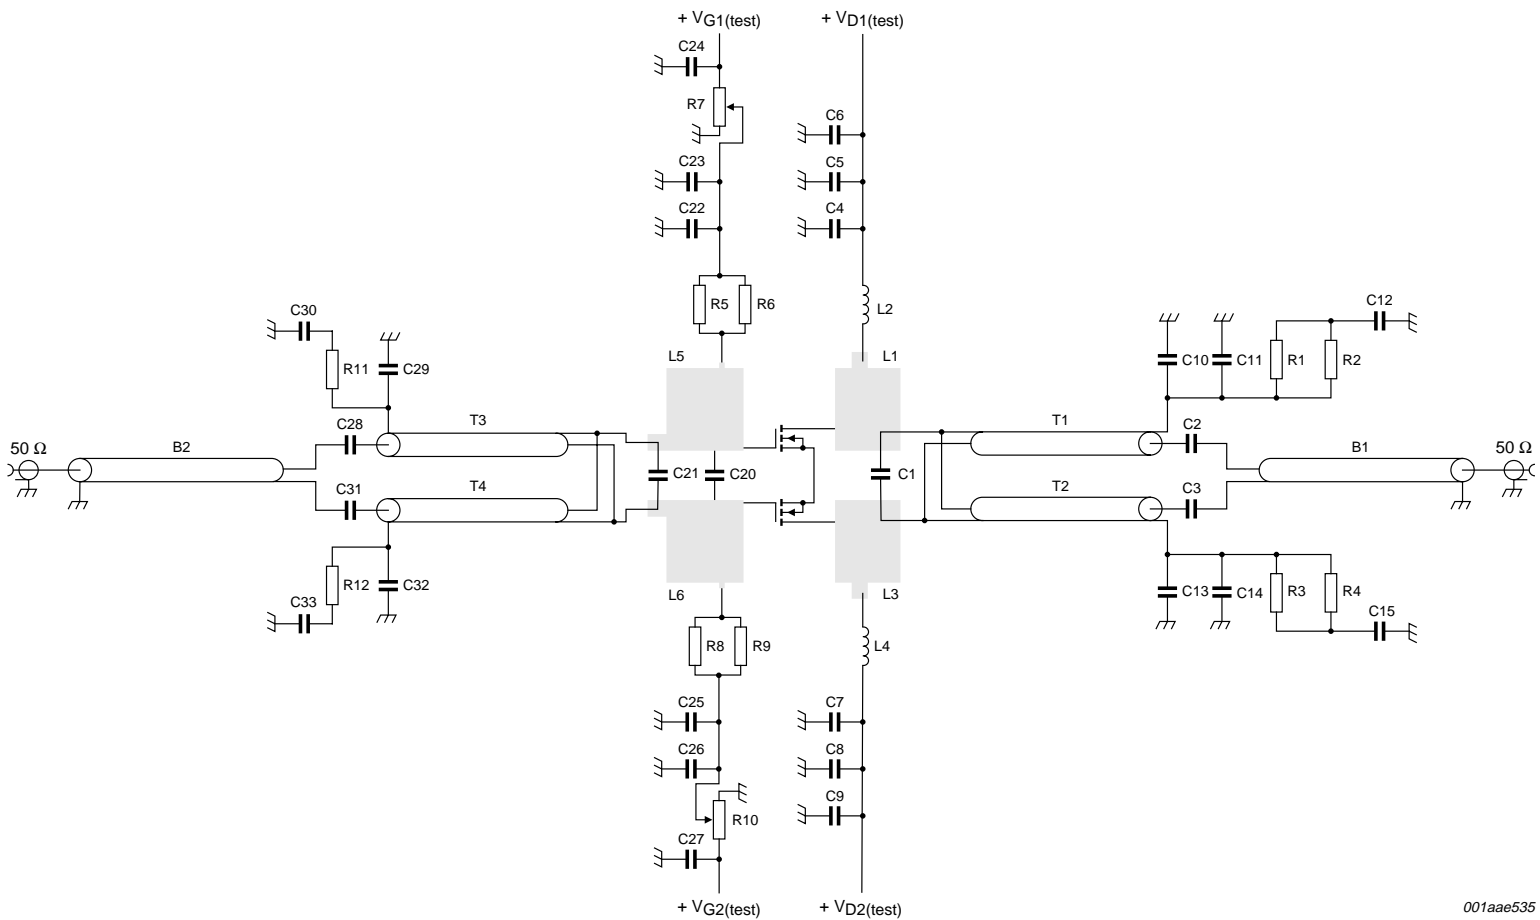 + VG1(test)
+ VD1(test)
C24
R7
C6
C23
C5
C22
C4
R5
R6
L2
C30
C12
L5
L1
R11
C29
C10
C11
R1
R2
T3
T1
C28
C2
50 Ω
B2
B1
50 Ω
C21
C20
C1
C31
T4
T2
C3
R12
C32
C33
L6
L3
C13
C14
R3
R4
C15
R8
R9
L4
C25
C7
C26
C8
C9
R10
C27
+ VG2(test)
+ VD2(test)
001aae535